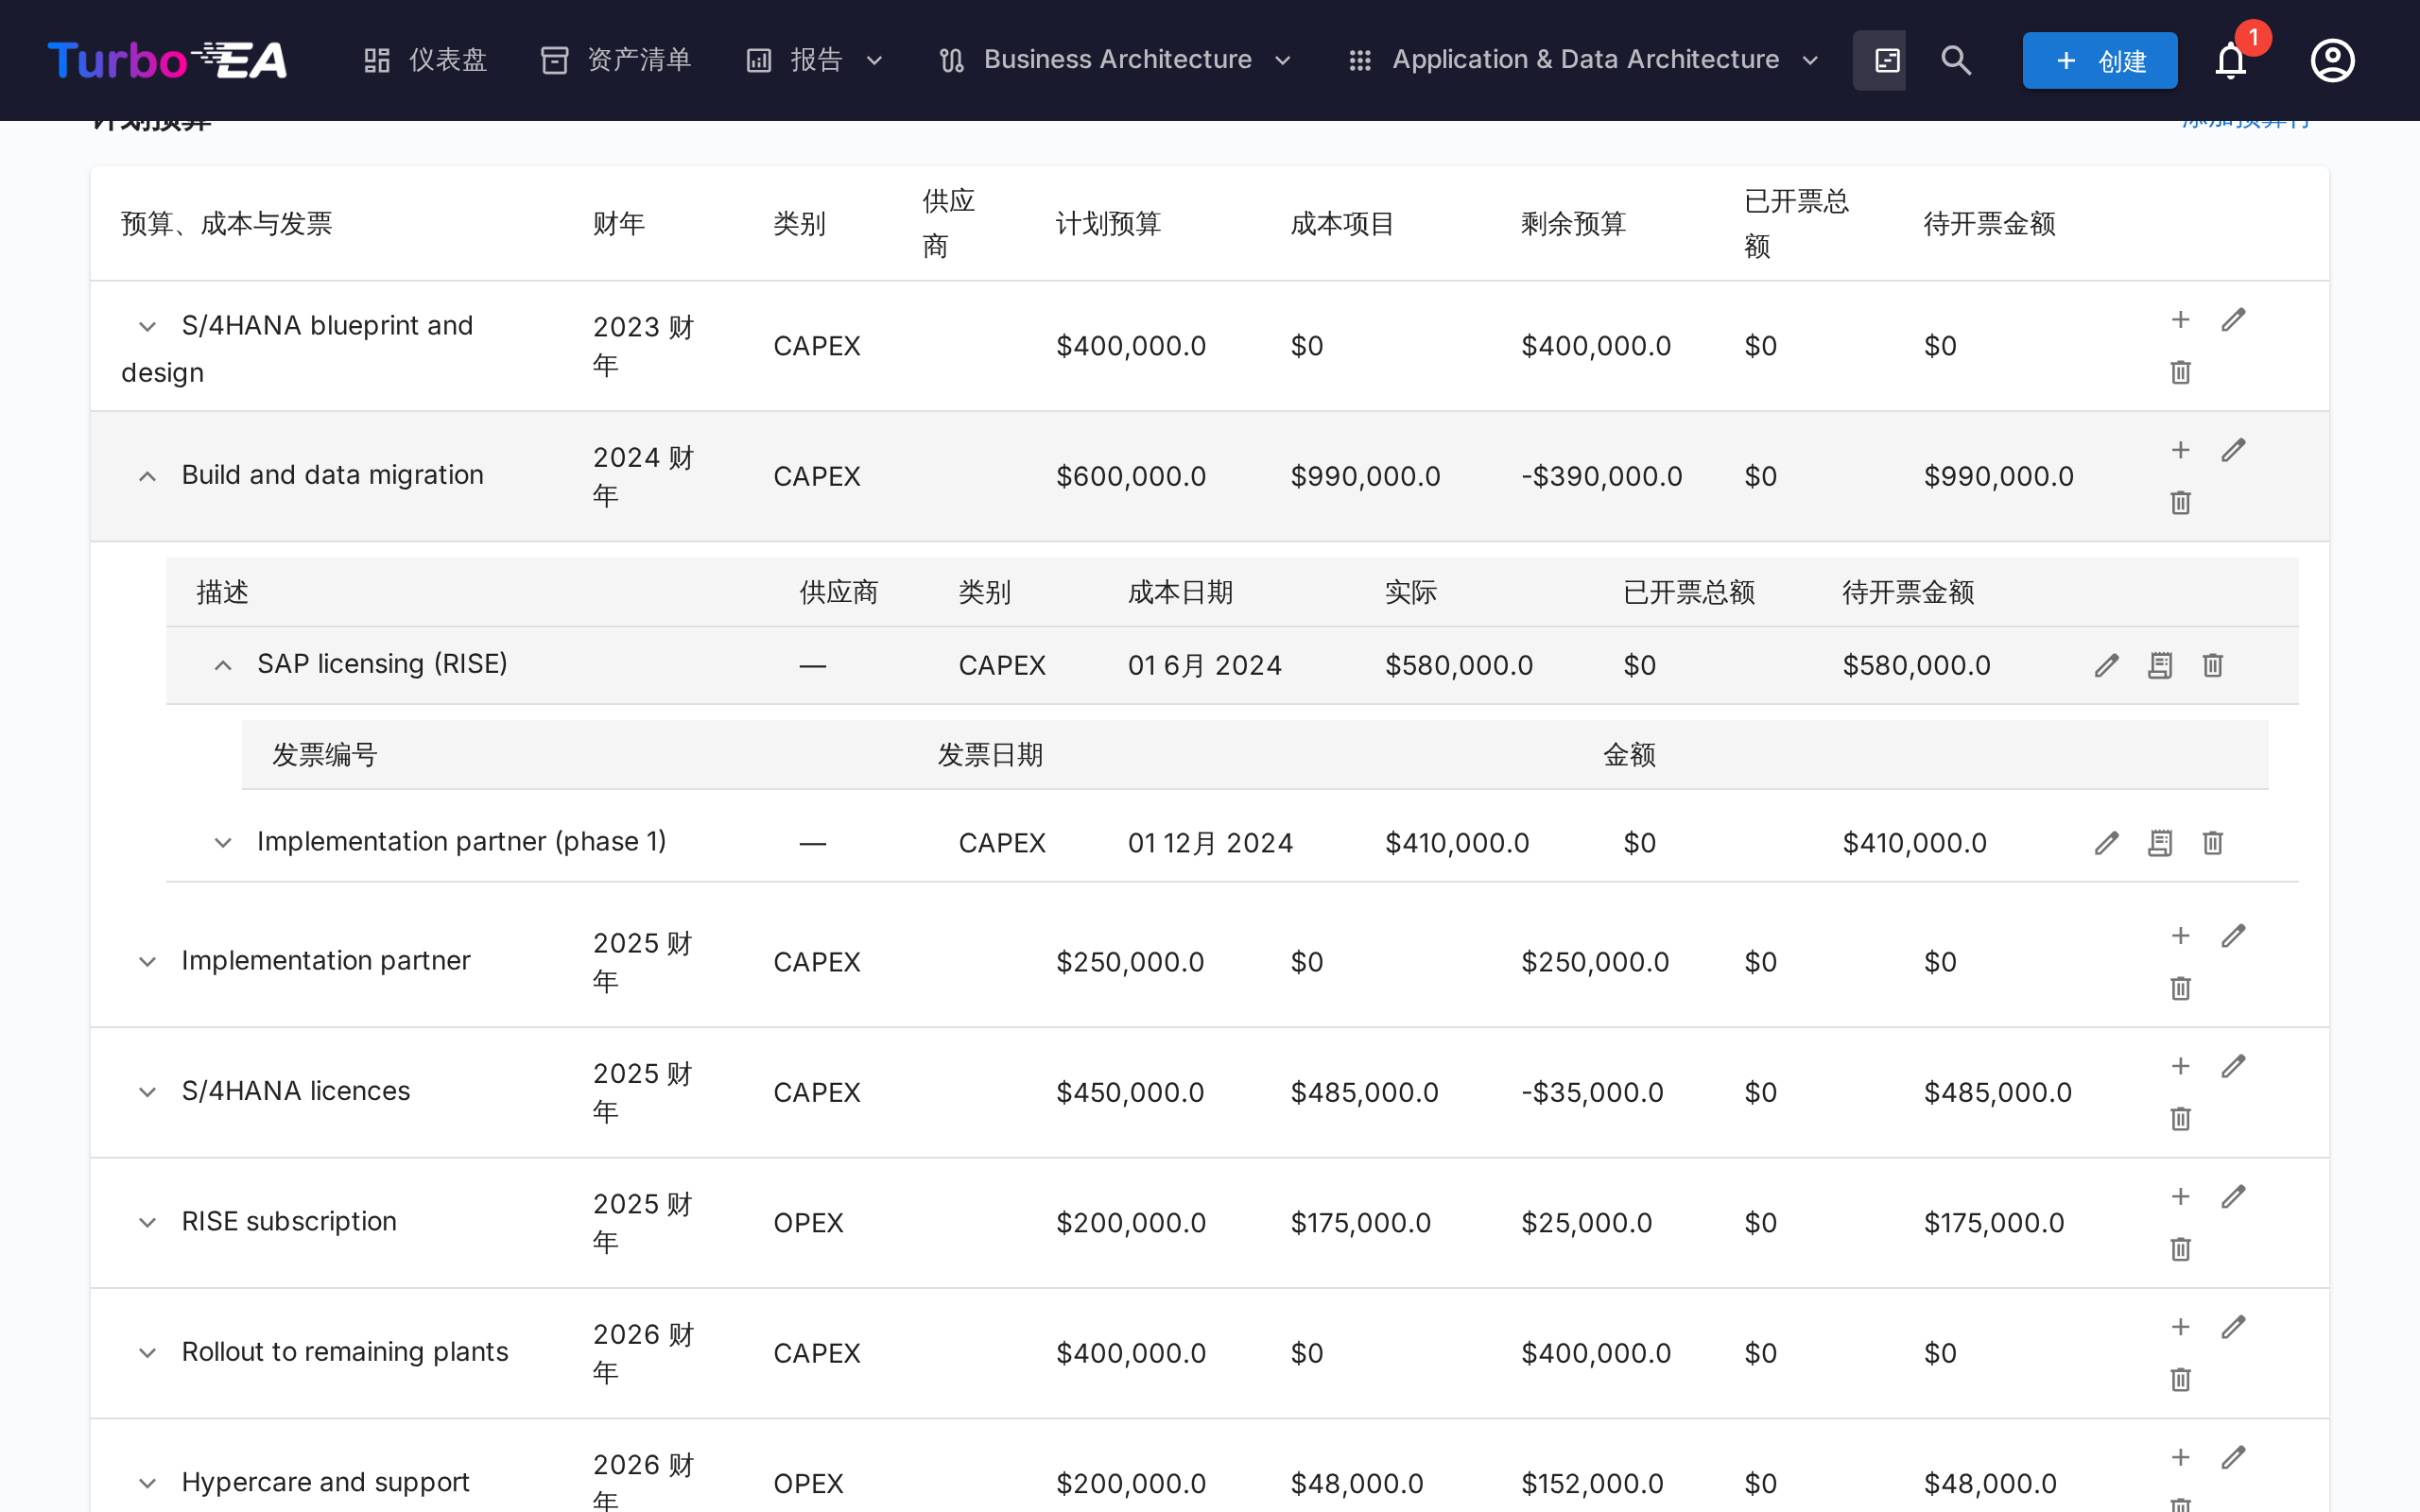 Turbo EA 仪表盘 资产清单 报告 Business Architecture Application & Data Architecture 创建 1
计划预算 添加预算行
预算、成本与发票 财年 类别 供应商 计划预算 成本项目 剩余预算 已开票总额 待开票金额
S/4HANA blueprint and design 2023 财年 CAPEX $400,000.0 $0 $400,000.0 $0 $0
Build and data migration 2024 财年 CAPEX $600,000.0 $990,000.0 -$390,000.0 $0 $990,000.0
描述 供应商 类别 成本日期 实际 已开票总额 待开票金额
SAP licensing (RISE) — CAPEX 01 6月 2024 $580,000.0 $0 $580,000.0
发票编号 发票日期 金额
Implementation partner (phase 1) — CAPEX 01 12月 2024 $410,000.0 $0 $410,000.0
Implementation partner 2025 财年 CAPEX $250,000.0 $0 $250,000.0 $0 $0
S/4HANA licences 2025 财年 CAPEX $450,000.0 $485,000.0 -$35,000.0 $0 $485,000.0
RISE subscription 2025 财年 OPEX $200,000.0 $175,000.0 $25,000.0 $0 $175,000.0
Rollout to remaining plants 2026 财年 CAPEX $400,000.0 $0 $400,000.0 $0 $0
Hypercare and support 2026 财年 OPEX $200,000.0 $48,000.0 $152,000.0 $0 $48,000.0